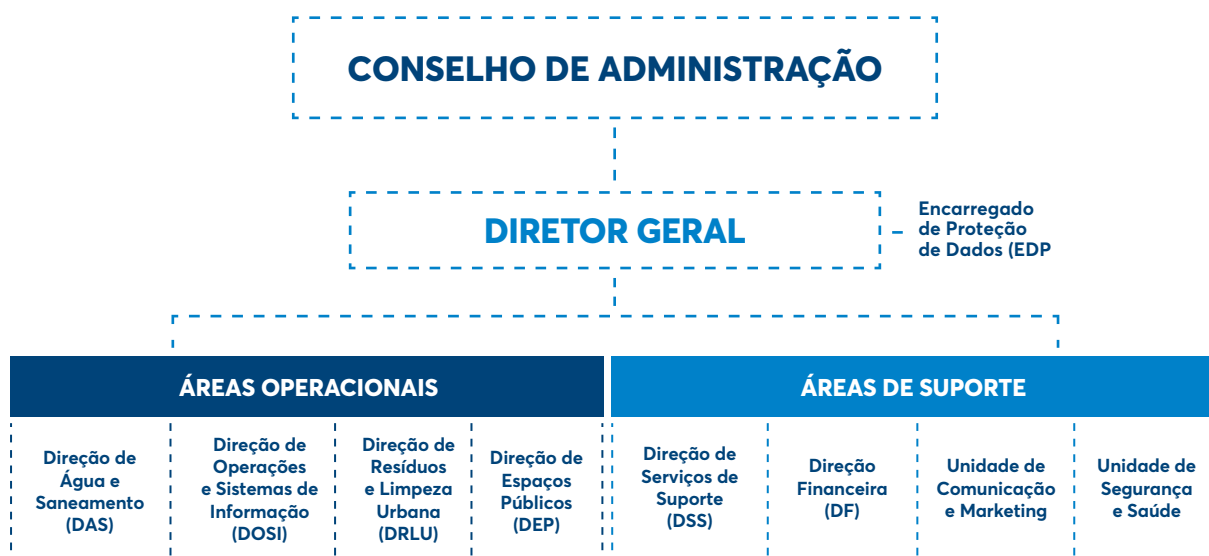 CONSELHO DE ADMINISTRAÇÃO
DIRETOR GERAL
Encarregado
de Proteção
de Dados (EDP
ÁREAS OPERACIONAIS
ÁREAS DE SUPORTE
Direção de
Água e
Saneamento
(DAS)
Direção de
Operações
e Sistemas de
Informação
(DOSI)
Direção de
Resíduos
e Limpeza
Urbana
(DRLU)
Direção de
Espaços
Públicos
(DEP)
Direção de
Serviços de
Suporte
(DSS)
Direção
Financeira
(DF)
Unidade de
Comunicação
e Marketing
Unidade de
Segurança
e Saúde